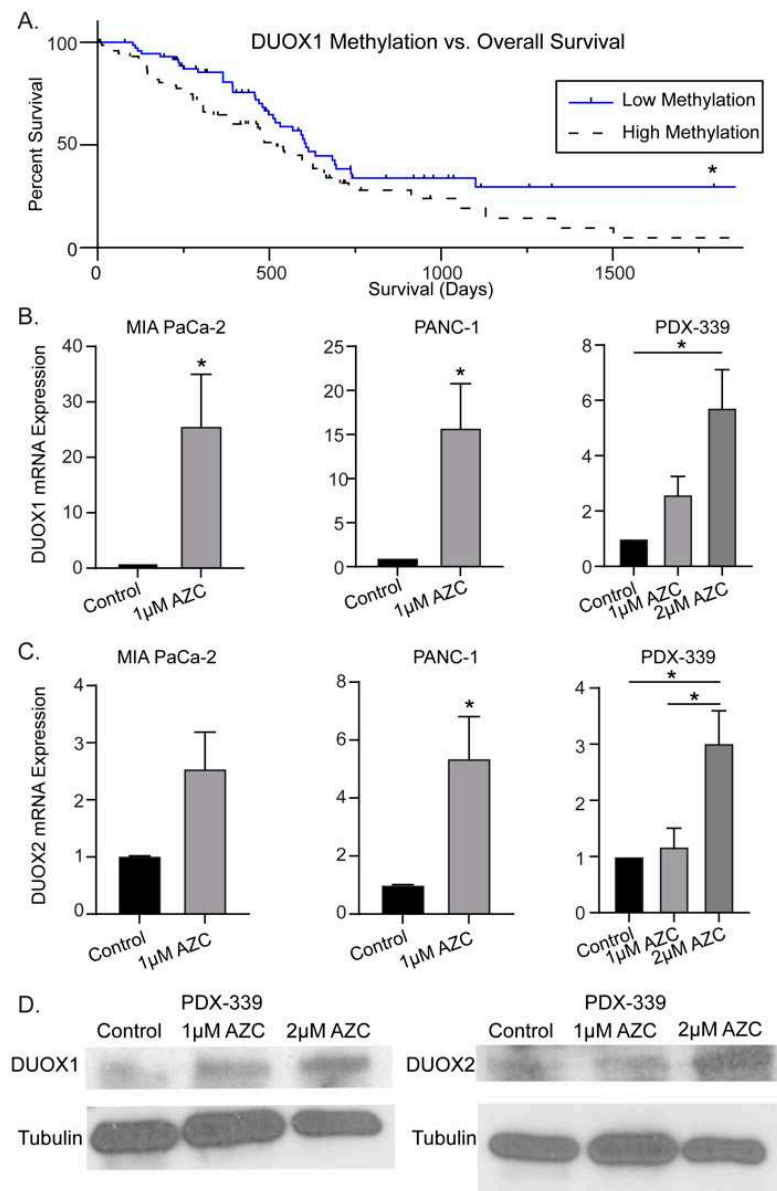 A.
DUOX1 Methylation vs. Overall Survival
Percent Survival
100
50
0
Low Methylation
High Methylation
*
0 500 1000 1500
Survival (Days)
B.
MIA PaCa-2 PANC-1 PDX-339
DUOX1 mRNA Expression
40
30
20
10
0
*
Control 1µM AZC
25
20
15
10
5
0
*
Control 1µM AZC
8
6
4
2
0
*
Control 1µM AZC 2µM AZC
C.
MIA PaCa-2 PANC-1 PDX-339
DUOX2 mRNA Expression
4
3
2
1
0
Control 1µM AZC
8
6
4
2
0
*
Control 1µM AZC
4
3
2
1
0
*
*
Control 1µM AZC 2µM AZC
D.
PDX-339 PDX-339
Control 1µM AZC 2µM AZC Control 1µM AZC 2µM AZC
DUOX1 DUOX2
Tubulin Tubulin